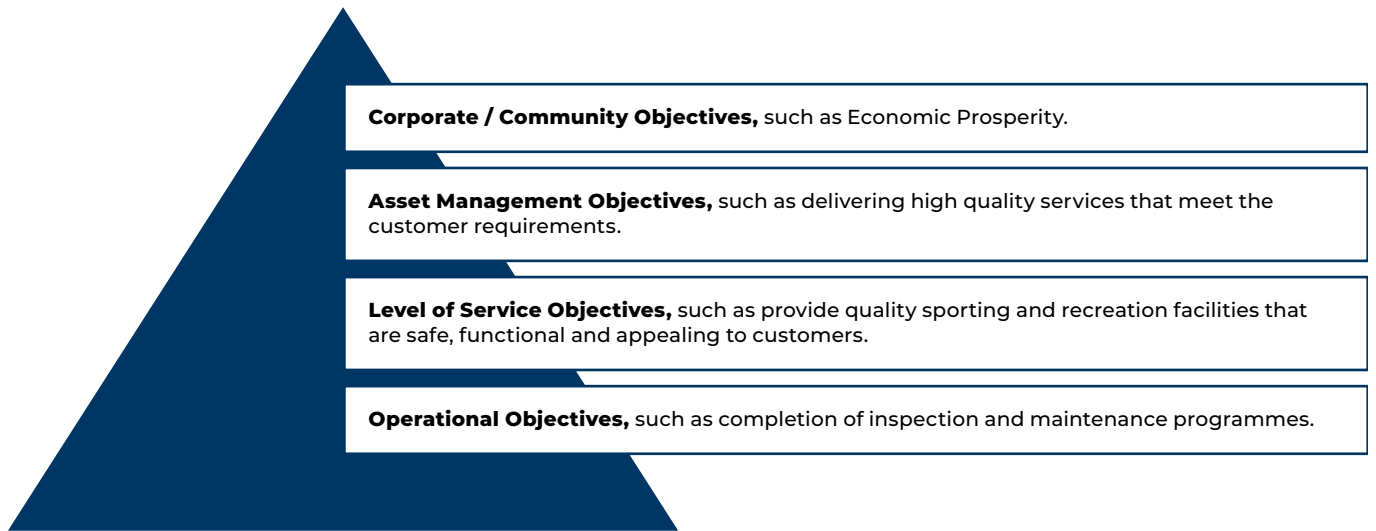 Corporate / Community Objectives, such as Economic Prosperity.
Asset Management Objectives, such as delivering high quality services that meet the
customer requirements.
Level of Service Objectives, such as provide quality sporting and recreation facilities that
are safe, functional and appealing to customers.
Operational Objectives, such as completion of inspection and maintenance programmes.